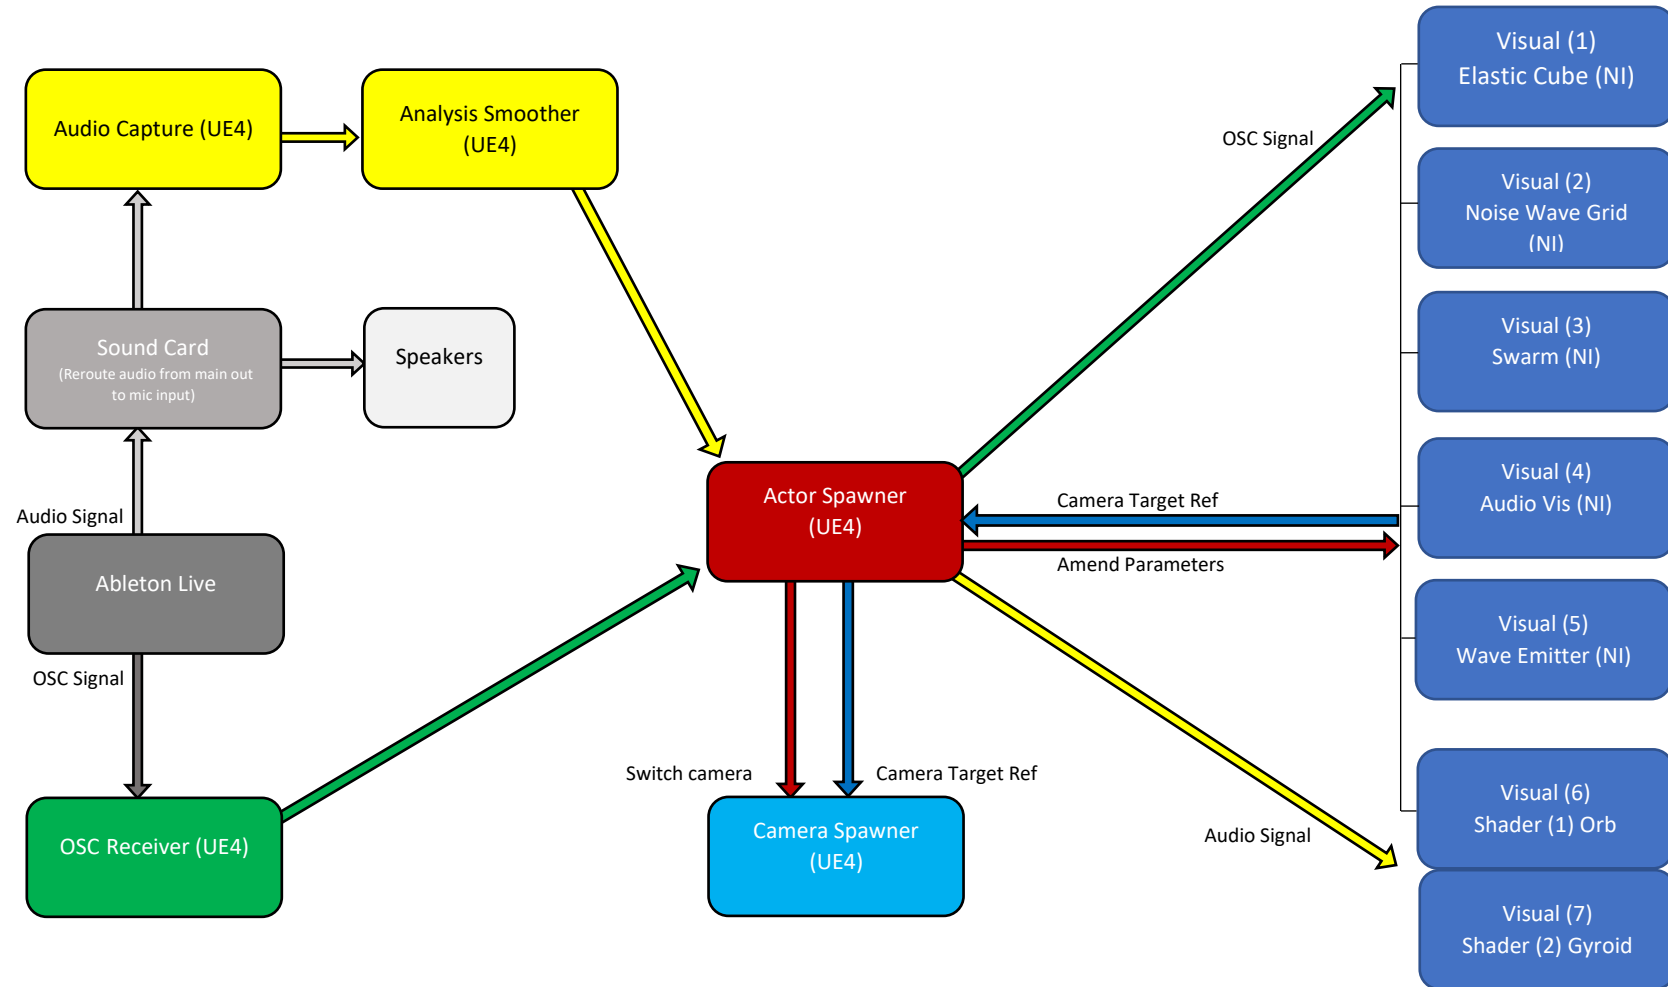 Audio Capture (UE4)
Analysis Smoother
(UE4)
Sound Card
(Reroute audio from main out
to mic input)
Speakers
Audio Signal
Ableton Live
OSC Signal
OSC Receiver (UE4)
Actor Spawner
(UE4)
Switch camera
Camera Target Ref
Camera Spawner
(UE4)
OSC Signal
Camera Target Ref
Amend Parameters
Audio Signal
Visual (1)
Elastic Cube (NI)
Visual (2)
Noise Wave Grid
(NI)
Visual (3)
Swarm (NI)
Visual (4)
Audio Vis (NI)
Visual (5)
Wave Emitter (NI)
Visual (6)
Shader (1) Orb
Visual (7)
Shader (2) Gyroid